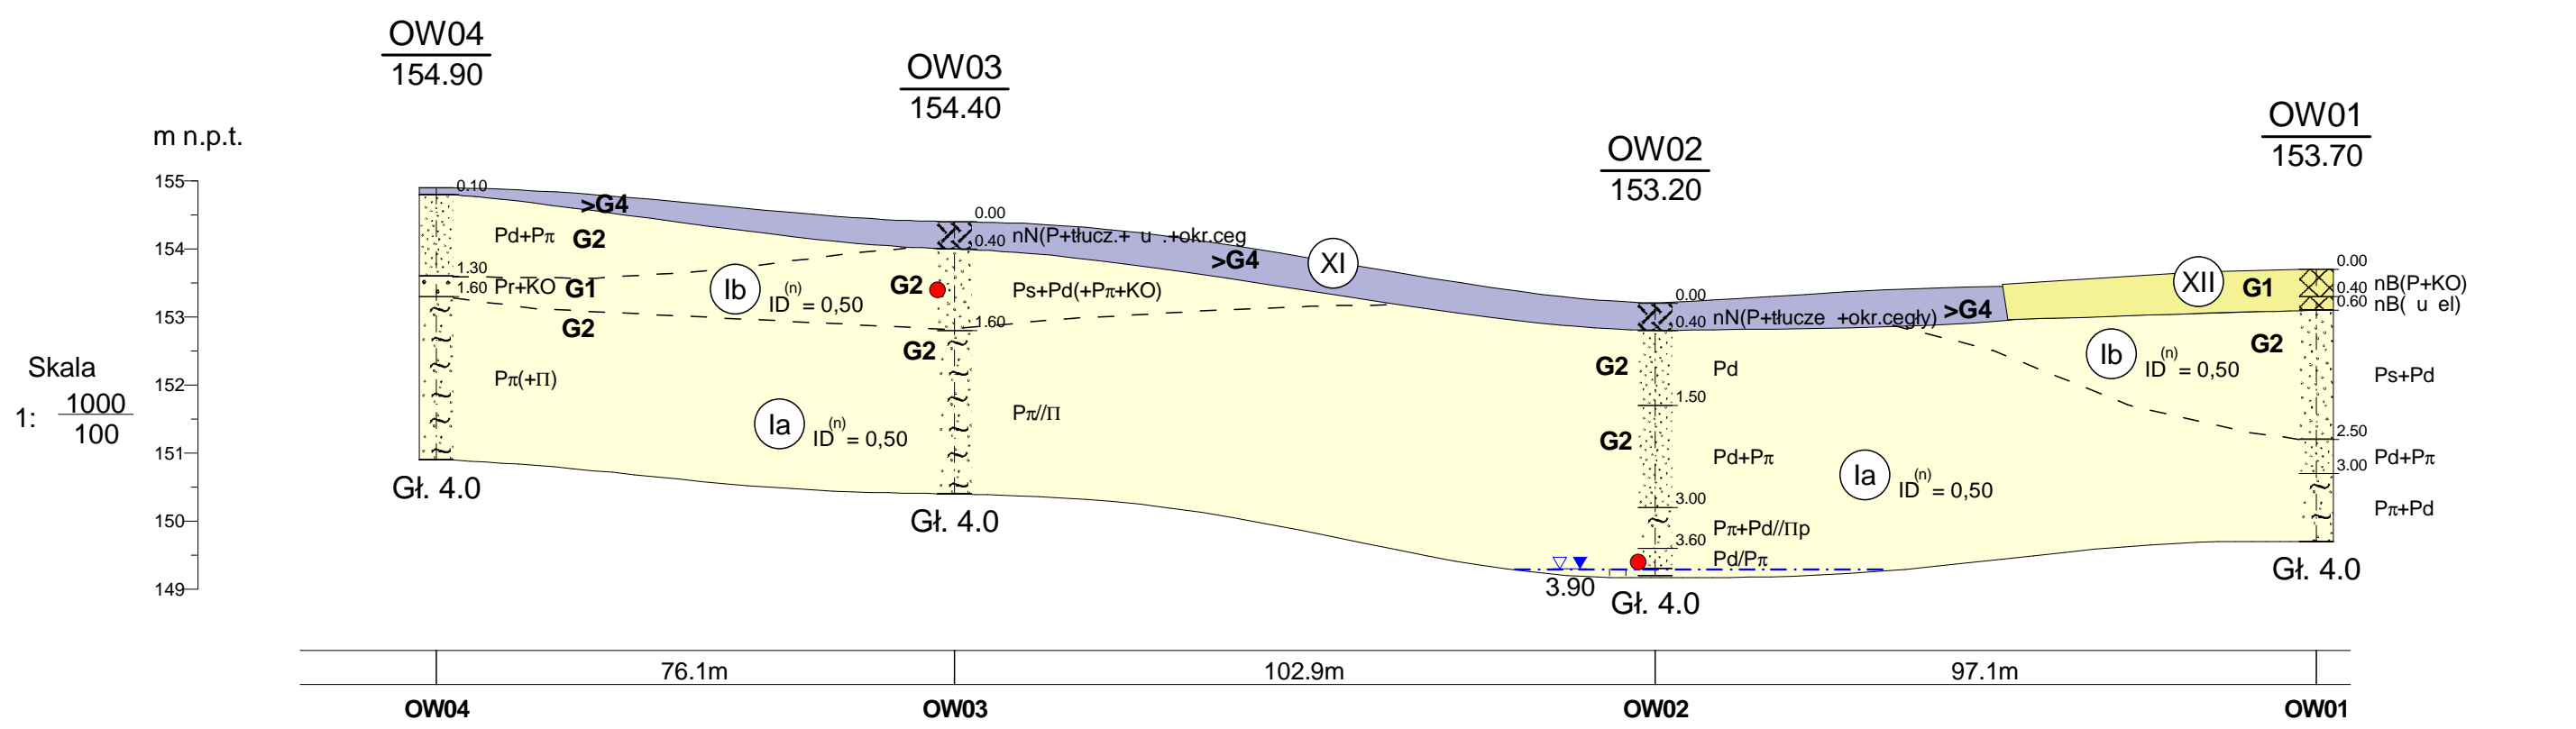 OW04
154.90
OW03
154.40
OW02
153.20
OW01
153.70
m n.p.t.
155
154
153
152
151
150
149
Skala
1: 1000
100
0.10
>G4
Pd+Pπ G2
1.30
Pr+KO G1
1.60
G2
Pπ(+Π)
Gł. 4.0
Ib ID(n) = 0,50
Ia ID(n) = 0,50
0.00
0.40 nN(P+tłucz.+ u .+okr.ceg
G2
Ps+Pd(+Pπ+KO)
1.60
G2
Pπ//Π
Gł. 4.0
>G4
XI
0.00
0.40 nN(P+tłucze +okr.cegły) >G4
G2
Pd
1.50
G2
Pd+Pπ
3.00
Pπ+Pd//Πp
3.60
Pd/Pπ
3.90
Gł. 4.0
Ia ID(n) = 0,50
XII
G1
0.00
nB(P+KO)
0.40
0.60
nB( u el)
Ib ID(n) = 0,50
G2
Ps+Pd
2.50
Pd+Pπ
3.00
Pπ+Pd
Gł. 4.0
76.1m
102.9m
97.1m
OW04
OW03
OW02
OW01